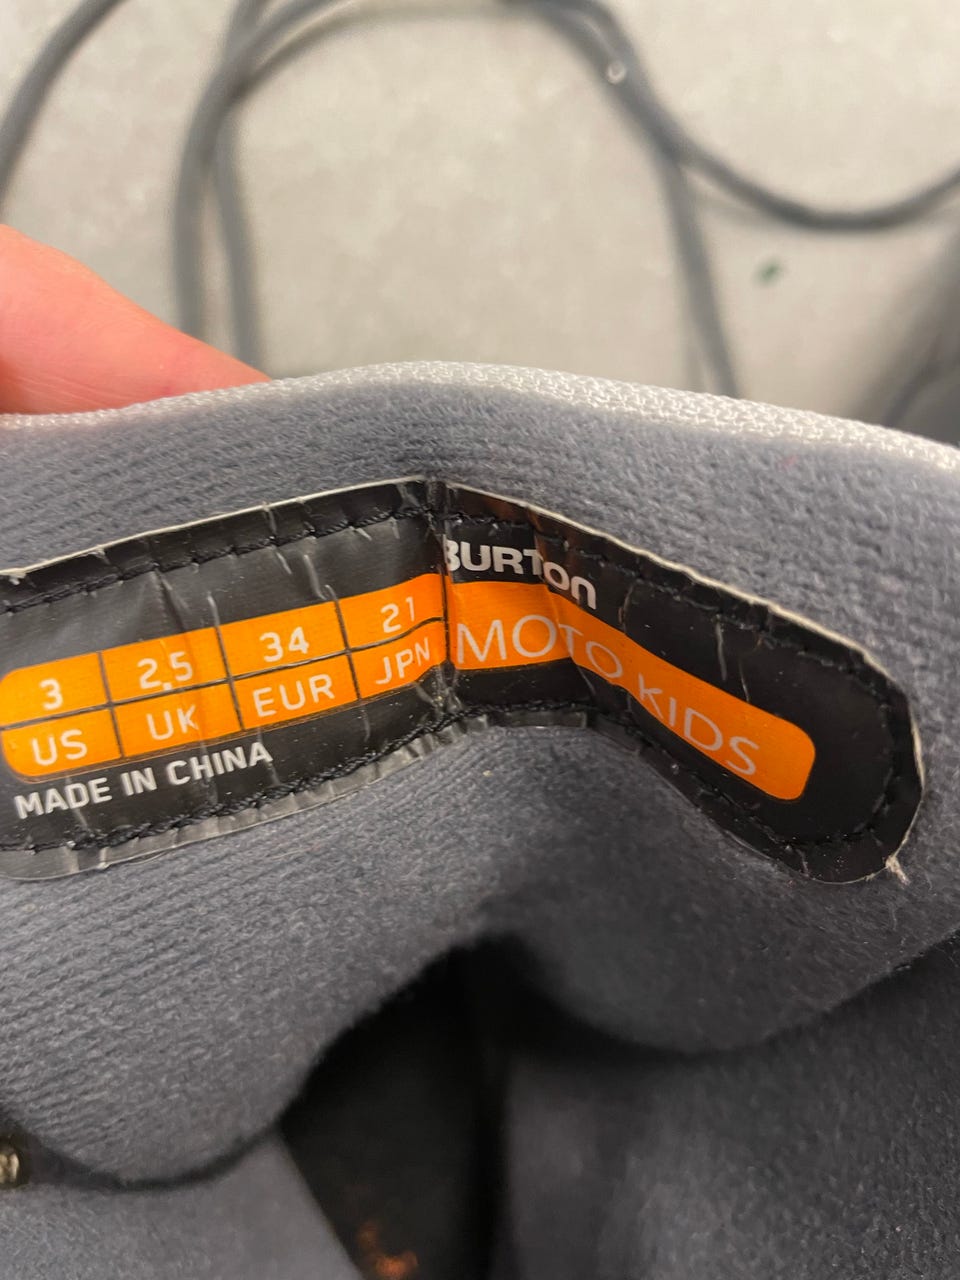 3 2,5 34 21
US UK EUR JPN
MADE IN CHINA
BURTON
MOTO KIDS